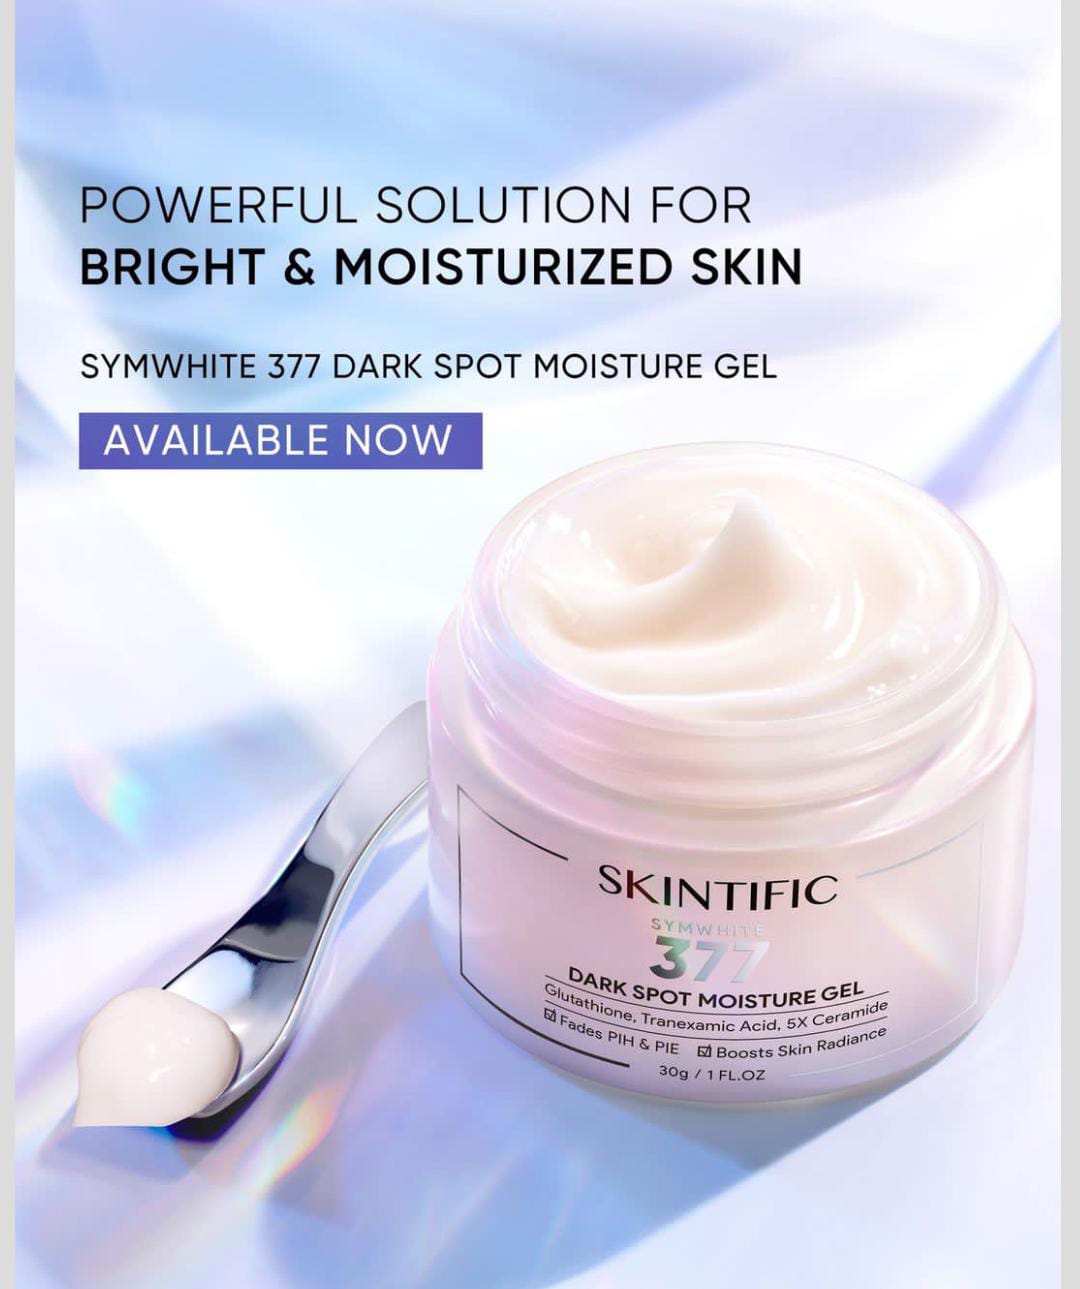 POWERFUL SOLUTION FOR
BRIGHT & MOISTURIZED SKIN
SYMWHITE 377 DARK SPOT MOISTURE GEL
AVAILABLE NOW
SKINTIFIC
SYMWHITE
377
DARK SPOT MOISTURE GEL
Glutathione, Tranexamic Acid, 5X Ceramide
☑ Fades PIH & PIE ☑ Boosts Skin Radiance
30g / 1 FL.OZ